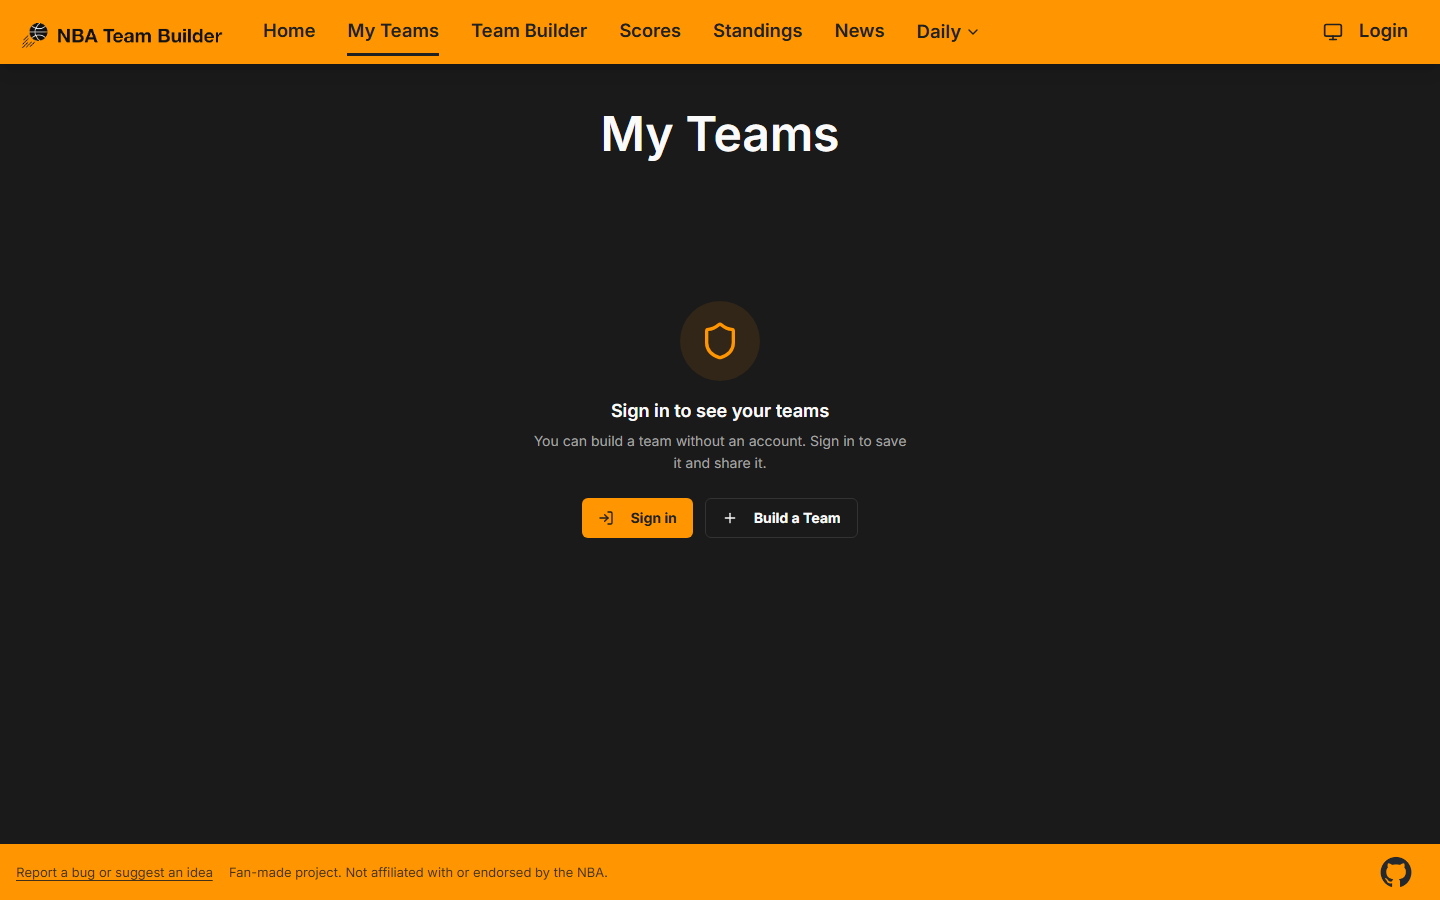 NBA Team Builder
Home
My Teams
Team Builder
Scores
Standings
News
Daily
Login
My Teams
Sign in to see your teams
You can build a team without an account. Sign in to save
it and share it.
Sign in
Build a Team
Report a bug or suggest an idea
Fan-made project. Not affiliated with or endorsed by the NBA.